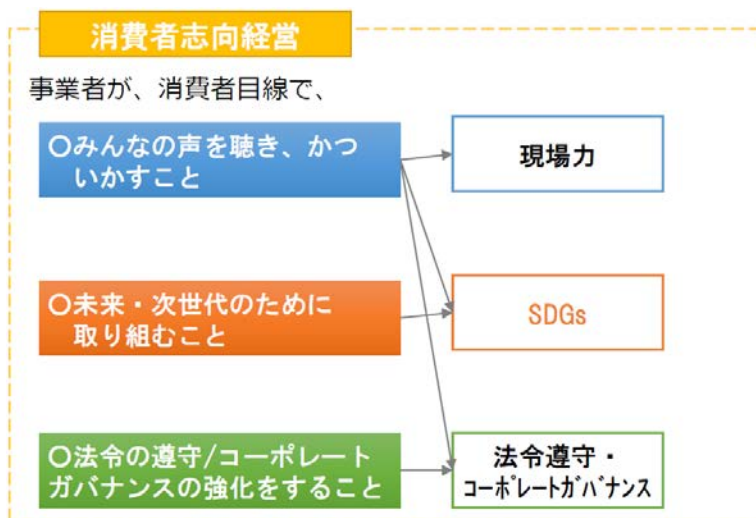 消費者志向経営
事業者が、消費者目線で、
〇みんなの声を聴き、かつ
いかすこと
現場力
〇未来・次世代のために
取り組むこと
SDGs
〇法令の遵守/コーポレート
ガバナンスの強化をすること
法令遵守・
ｺｰﾎﾟﾚｰﾄｶﾞﾊﾞﾅﾝｽ